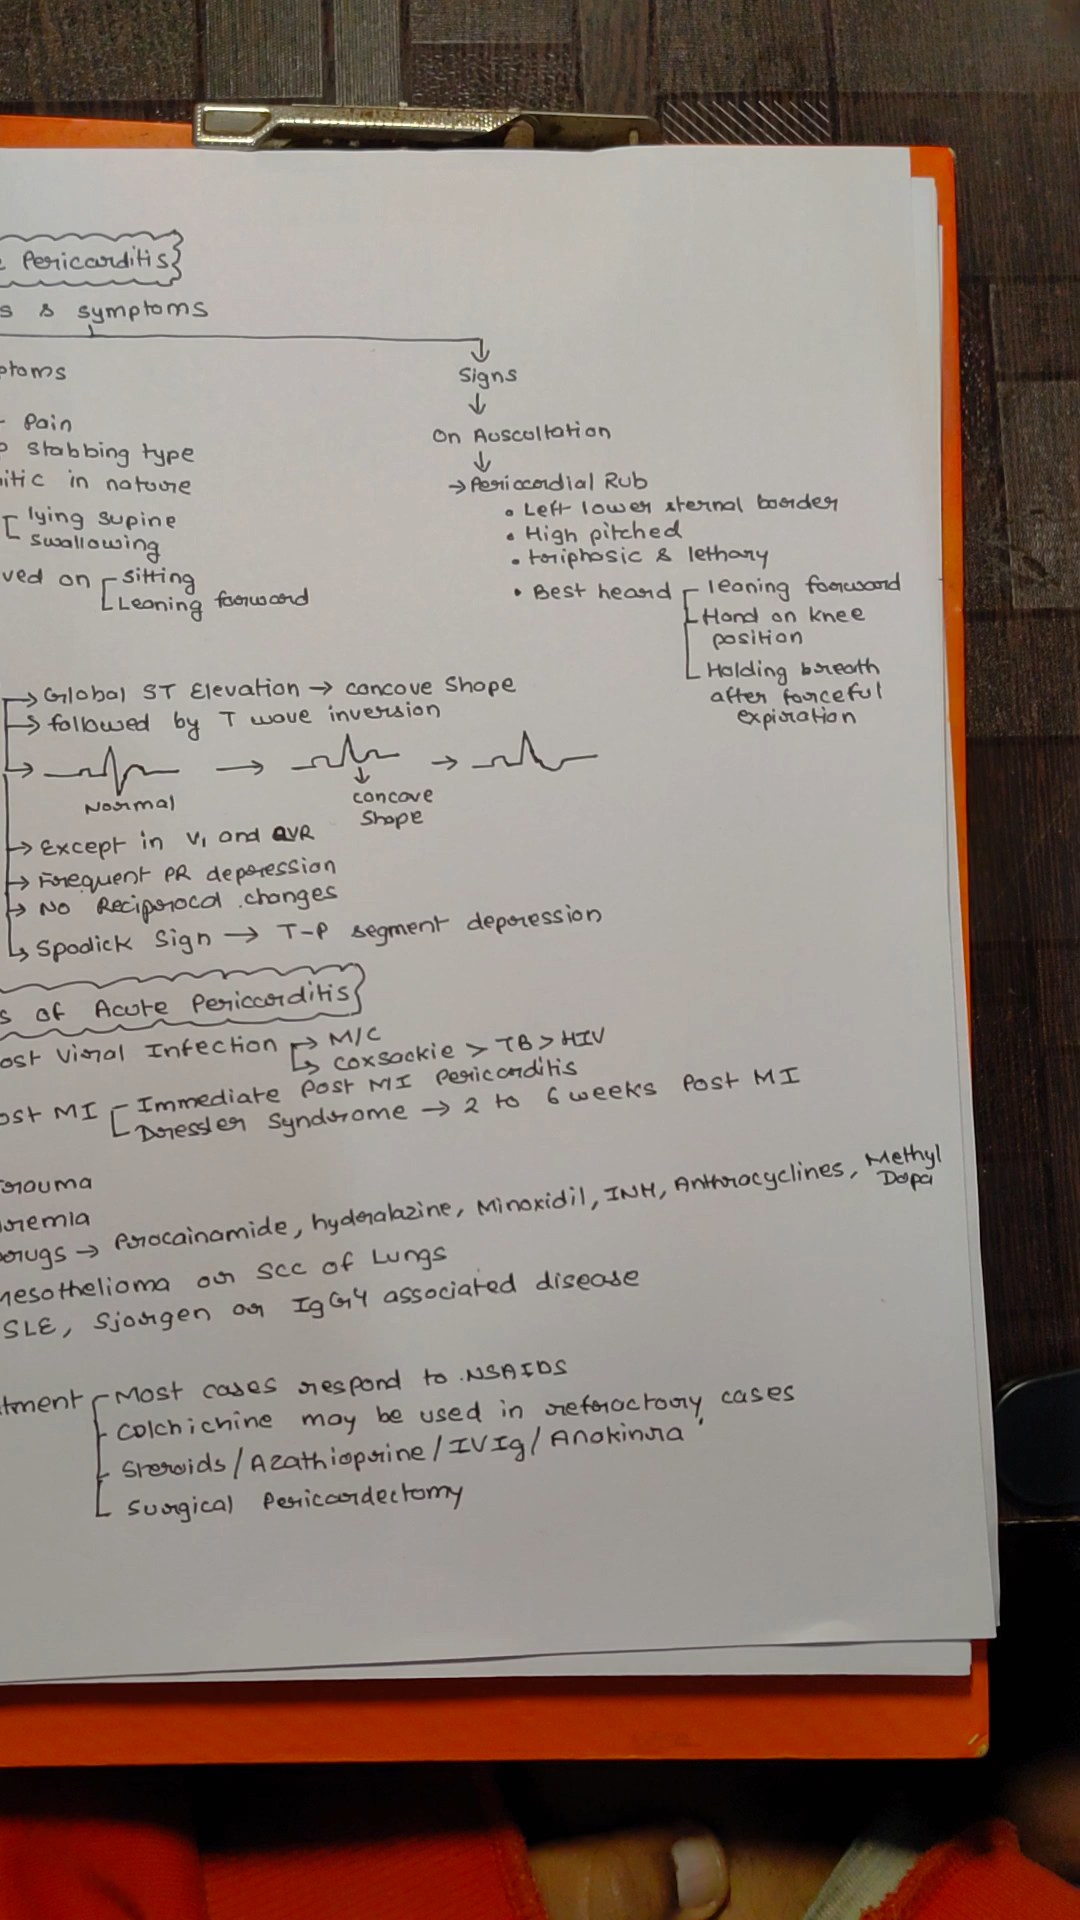 Pericarditis
s & symptoms
ptoms
Signs
Pain
On Auscultation
stabbing type
itic in nature
→ Pericardial Rub
lying supine
• Left lower sternal border
swallowing
• High pitched
ved on sitting
• toriphasic & lethary
Leaning forward
• Best heard leaning forward
Hand on knee
position
Holding breath
after forceful
expiration
→ Global ST Elevation → concave Shape
→ followed by T wave inversion
Normal
concave
Shape
→ Except in V1 and aVR
→ Frequent PR depression
→ No Reciprocal changes
↳ Spodick Sign → T-P segment depression
s of Acute Pericarditis
ost Viral Infection → M/C
↳ coxsackie > TB > HIV
ost MI Immediate Post MI Pericarditis
Dressler Syndrome → 2 to 6 weeks Post MI
rauma
remia
rugs → Procainamide, hyderalazine, Minoxidil, INH, Anthracyclines, Methyl
Dopa
esothelioma or SCC of Lungs
SLE, Sjorgen or IgG4 associated disease
tment Most cases respond to NSAIDS
Colchichine may be used in refractory cases
Steroids/Azathioprine/IVIg/Anakinra
Surgical Pericardectomy